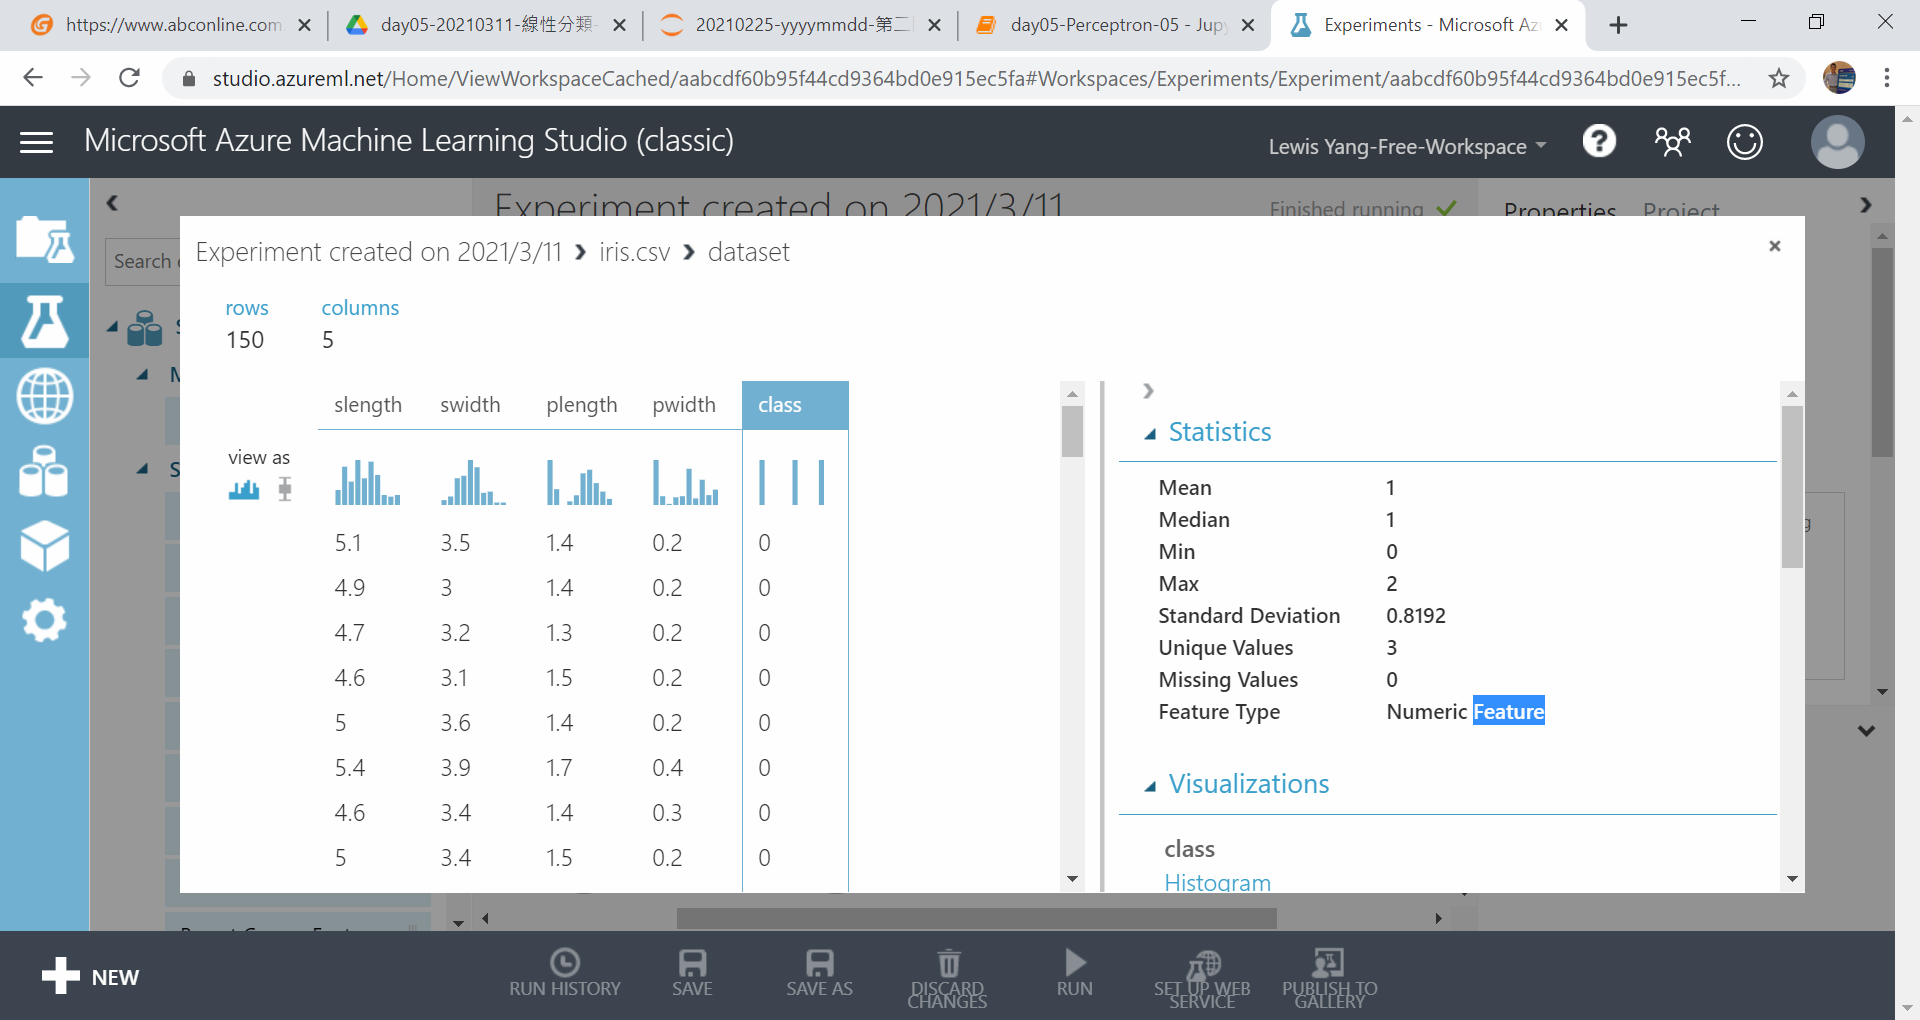 https://www.abconline.com
day05-20210311-線性分類-
20210225-yyyymmdd-第二
day05-Perceptron-05 - Jupy
Experiments - Microsoft Az
studio.azureml.net/Home/ViewWorkspaceCached/aabcdf60b95f44cd9364bd0e915ec5fa#Workspaces/Experiments/Experiment/aabcdf60b95f44cd9364bd0e915ec5f...
Microsoft Azure Machine Learning Studio (classic)
Lewis Yang-Free-Workspace
Experiment created on 2021/3/11
Finished running
Properties Project
Search
Experiment created on 2021/3/11 › iris.csv › dataset
rows columns
150 5
slength swidth plength pwidth class
view as
5.1 3.5 1.4 0.2 0
4.9 3 1.4 0.2 0
4.7 3.2 1.3 0.2 0
4.6 3.1 1.5 0.2 0
5 3.6 1.4 0.2 0
5.4 3.9 1.7 0.4 0
4.6 3.4 1.4 0.3 0
5 3.4 1.5 0.2 0
Statistics
Mean 1
Median 1
Min 0
Max 2
Standard Deviation 0.8192
Unique Values 3
Missing Values 0
Feature Type Numeric Feature
Visualizations
class
Histogram
NEW
RUN HISTORY
SAVE
SAVE AS
DISCARD CHANGES
RUN
SET UP WEB SERVICE
PUBLISH TO GALLERY